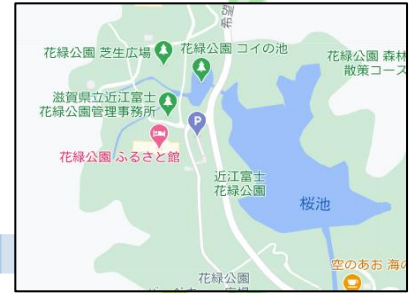 希望
花緑公園 芝生広場
花緑公園 コイの池
花緑公園 森林
散策コース
滋賀県立近江富士
花緑公園管理事務所
P
花緑公園 ふるさと館
近江富士
花緑公園
桜池
空のあお 海の
花緑公園